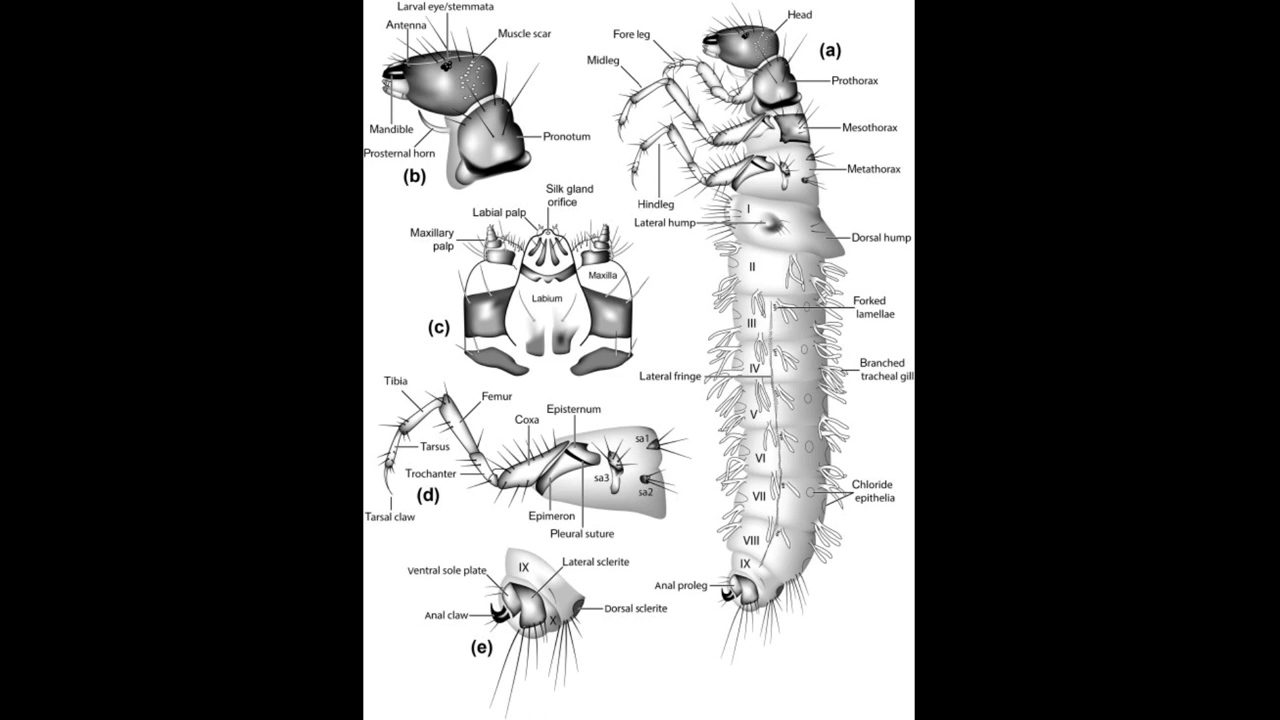 Larval eye/stemmata
Antenna
Muscle scar
Mandible
Prosternal horn
Pronotum
(b)
Head
(a)
Fore leg
Midleg
Prothorax
Mesothorax
Metathorax
Hindleg
I
Lateral hump
Dorsal hump
II
Forked
lamellae
III
IV
Lateral fringe
Branched
tracheal gill
V
VI
VII
Chloride
epithelia
VIII
IX
Anal proleg
Silk gland
orifice
Labial palp
Maxillary
palp
Maxilla
Labium
(c)
Tibia
Femur
Episternum
Coxa
sa1
Tarsus
Trochanter
sa3
sa2
(d)
Tarsal claw
Epimeron
Pleural suture
IX
Lateral sclerite
Ventral sole plate
Anal claw
X
Dorsal sclerite
(e)